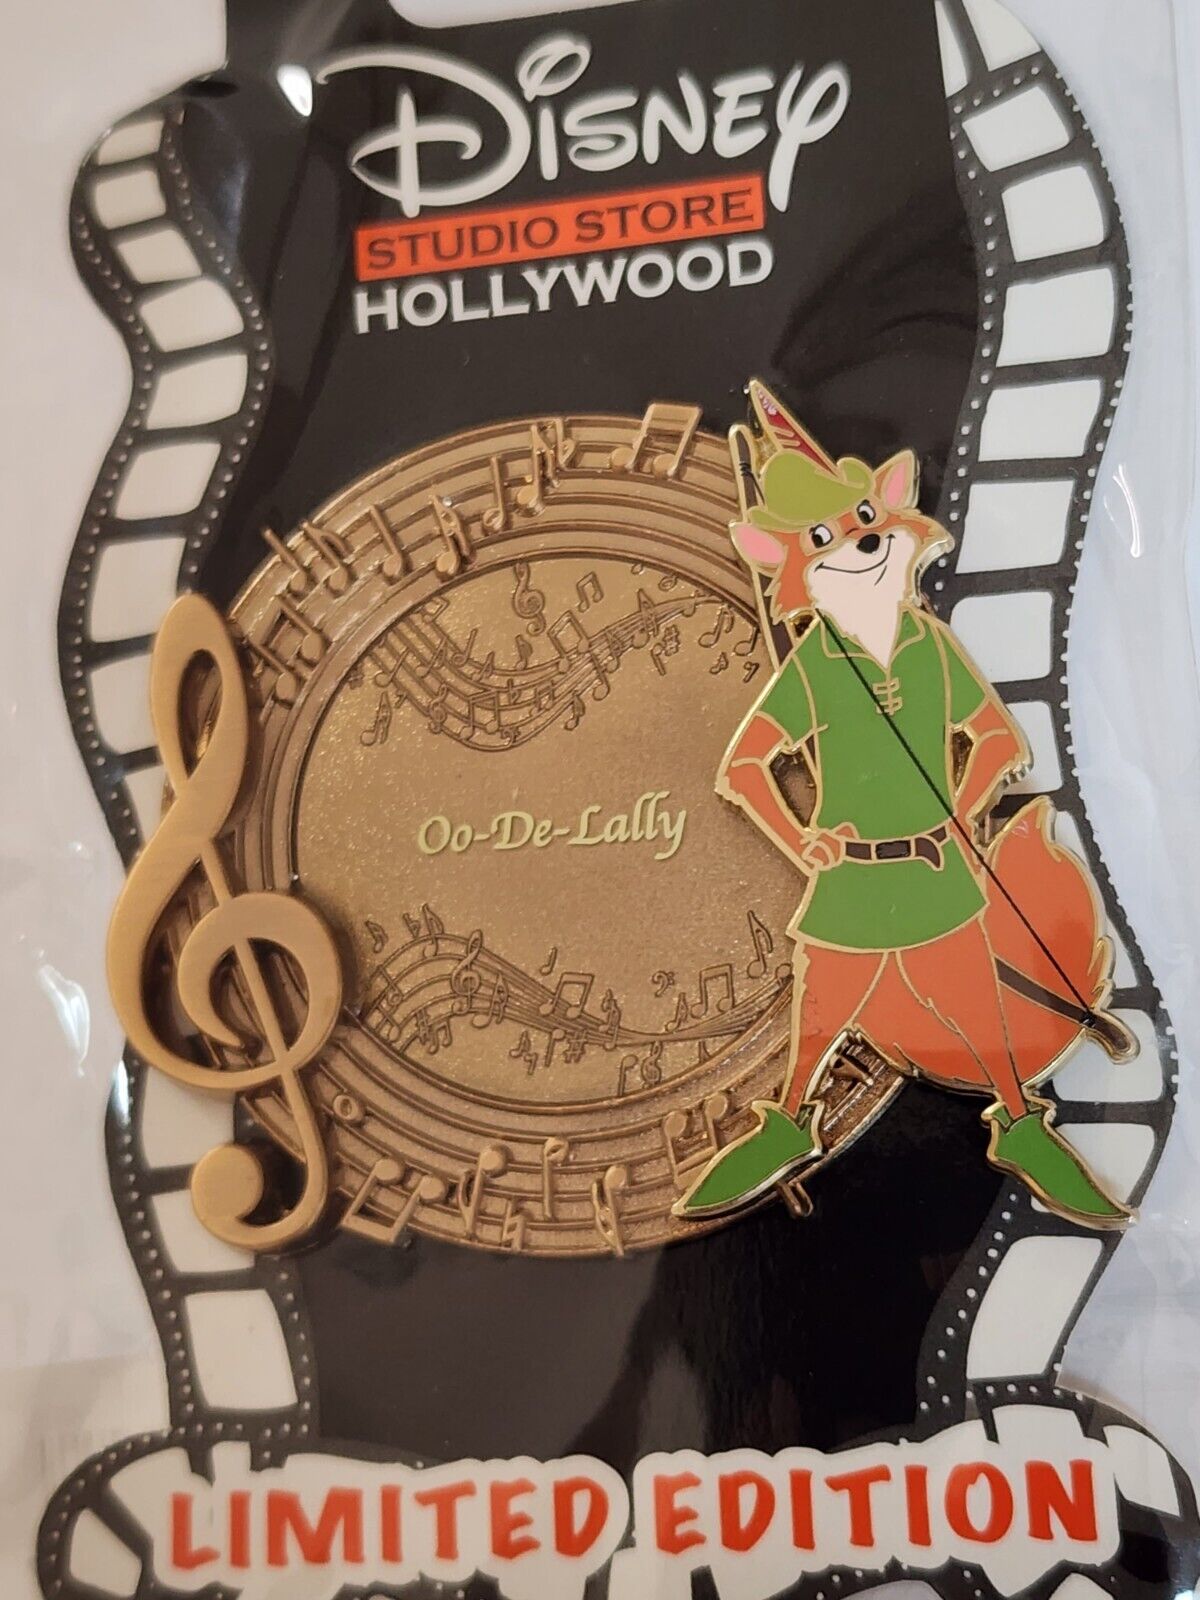 Disney
STUDIO STORE
HOLLYWOOD
Oo-De-Lally
LIMITED EDITION